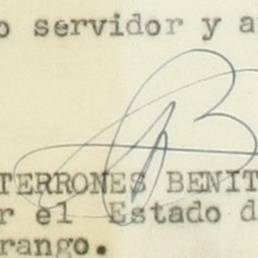 o servidor y a
TERRONES BENIT
r el Estado d
rango.